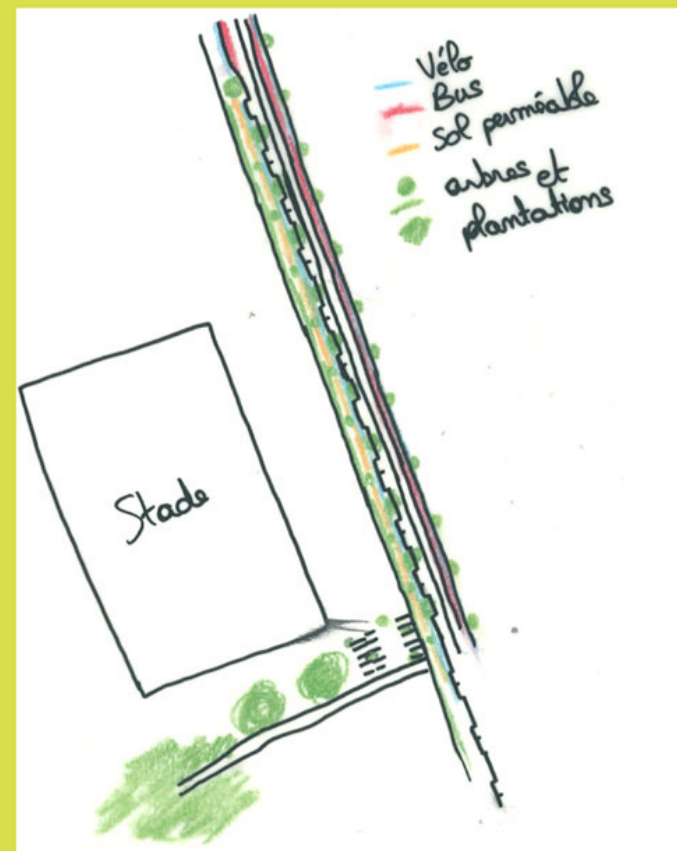 Vélo
Bus
Sol perméable
arbres et
plantations
Stade